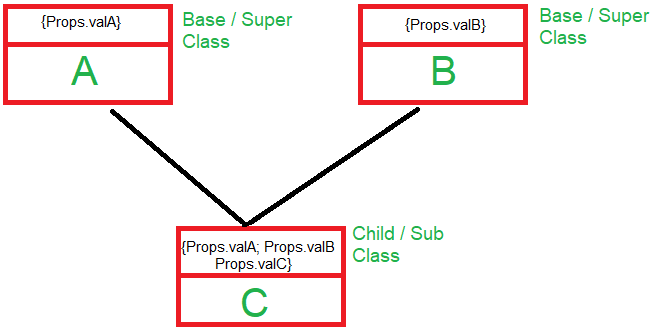 {Props.valA}
A
Base / Super
Class
{Props.valB}
B
Base / Super
Class
{Props.valA; Props.valB
Props.valC}
C
Child / Sub
Class